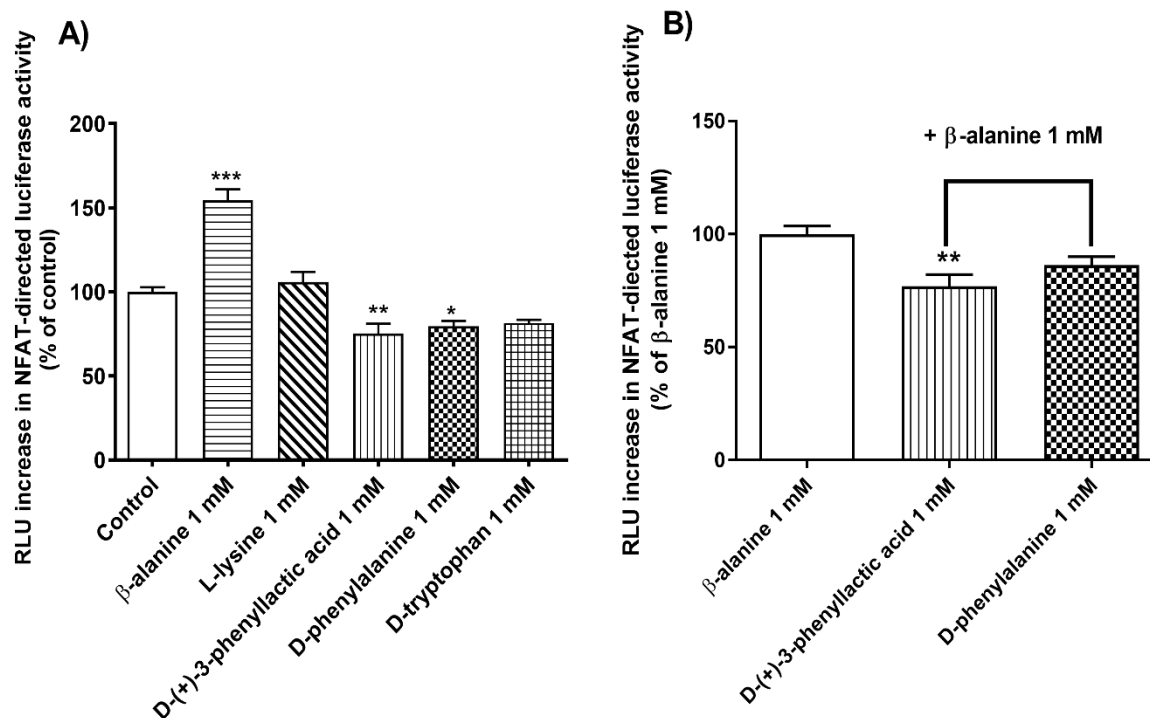 A)
RLU increase in NFAT-directed luciferase activity
(% of control)
200
150
100
50
0
***
**
*
Control
β-alanine 1 mM
L-lysine 1 mM
D-(+)-3-phenyllactic acid 1 mM
D-phenylalanine 1 mM
D-tryptophan 1 mM
B)
RLU increase in NFAT-diected luciferase activity
(% of β-alanine 1 mM)
150
100
50
0
+ β-alanine 1 mM
**
β-alanine 1 mM
D-(+)-3-phenyllactic acid 1 mM
D-phenylalanine 1 mM